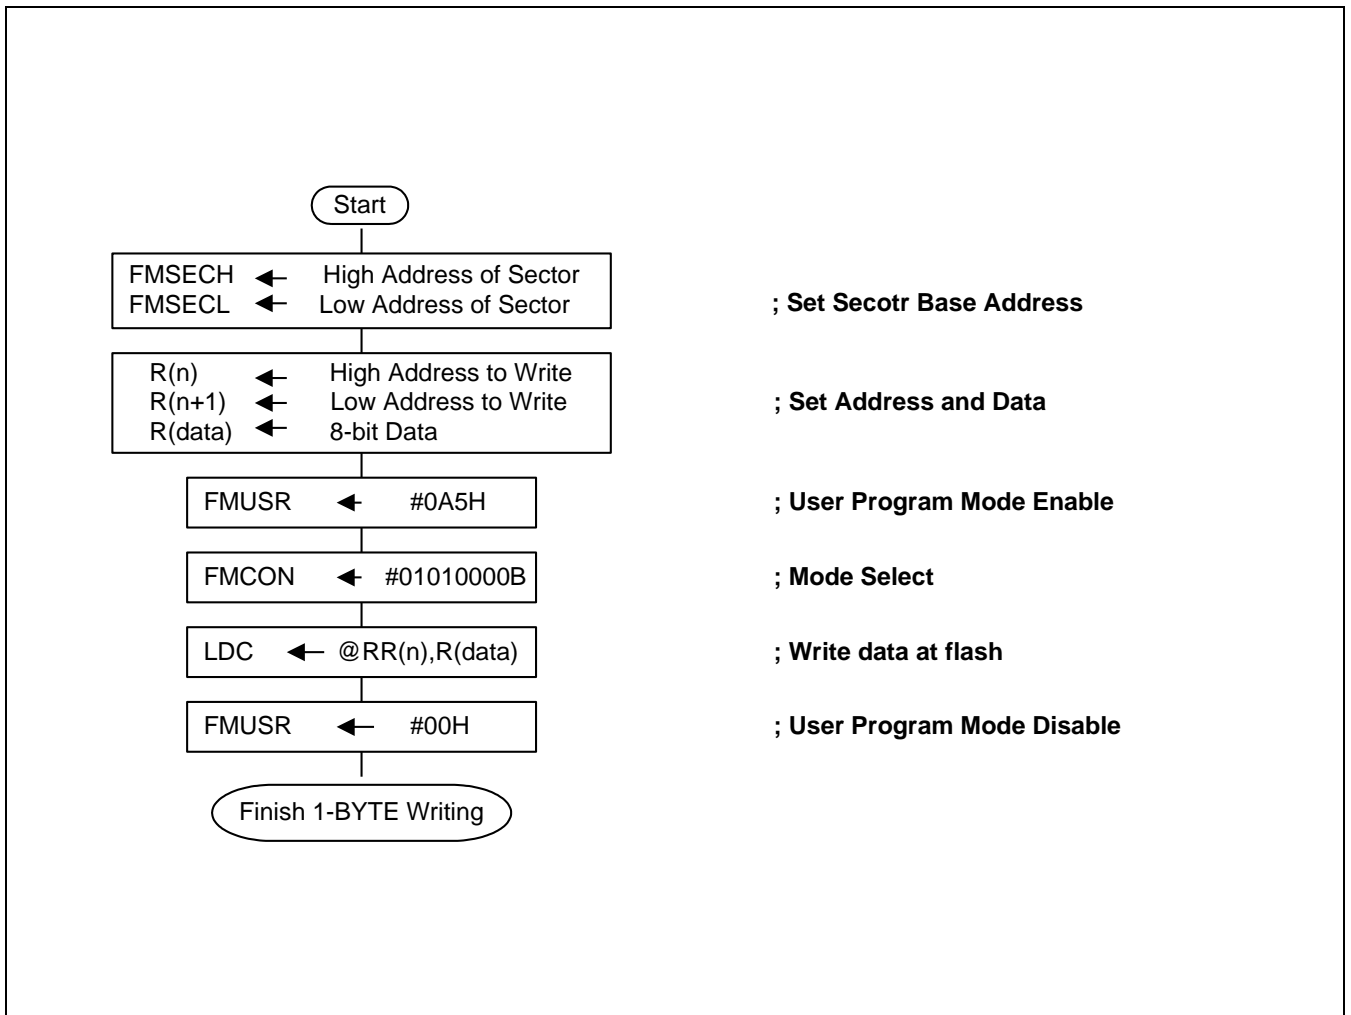 Start
FMSECH High Address of Sector
FMSECL Low Address of Sector ; Set Secotr Base Address
R(n) High Address to Write
R(n+1) Low Address to Write ; Set Address and Data
R(data) 8-bit Data
FMUSR #0A5H ; User Program Mode Enable
FMCON #01010000B ; Mode Select
LDC @RR(n),R(data) ; Write data at flash
FMUSR #00H ; User Program Mode Disable
Finish 1-BYTE Writing